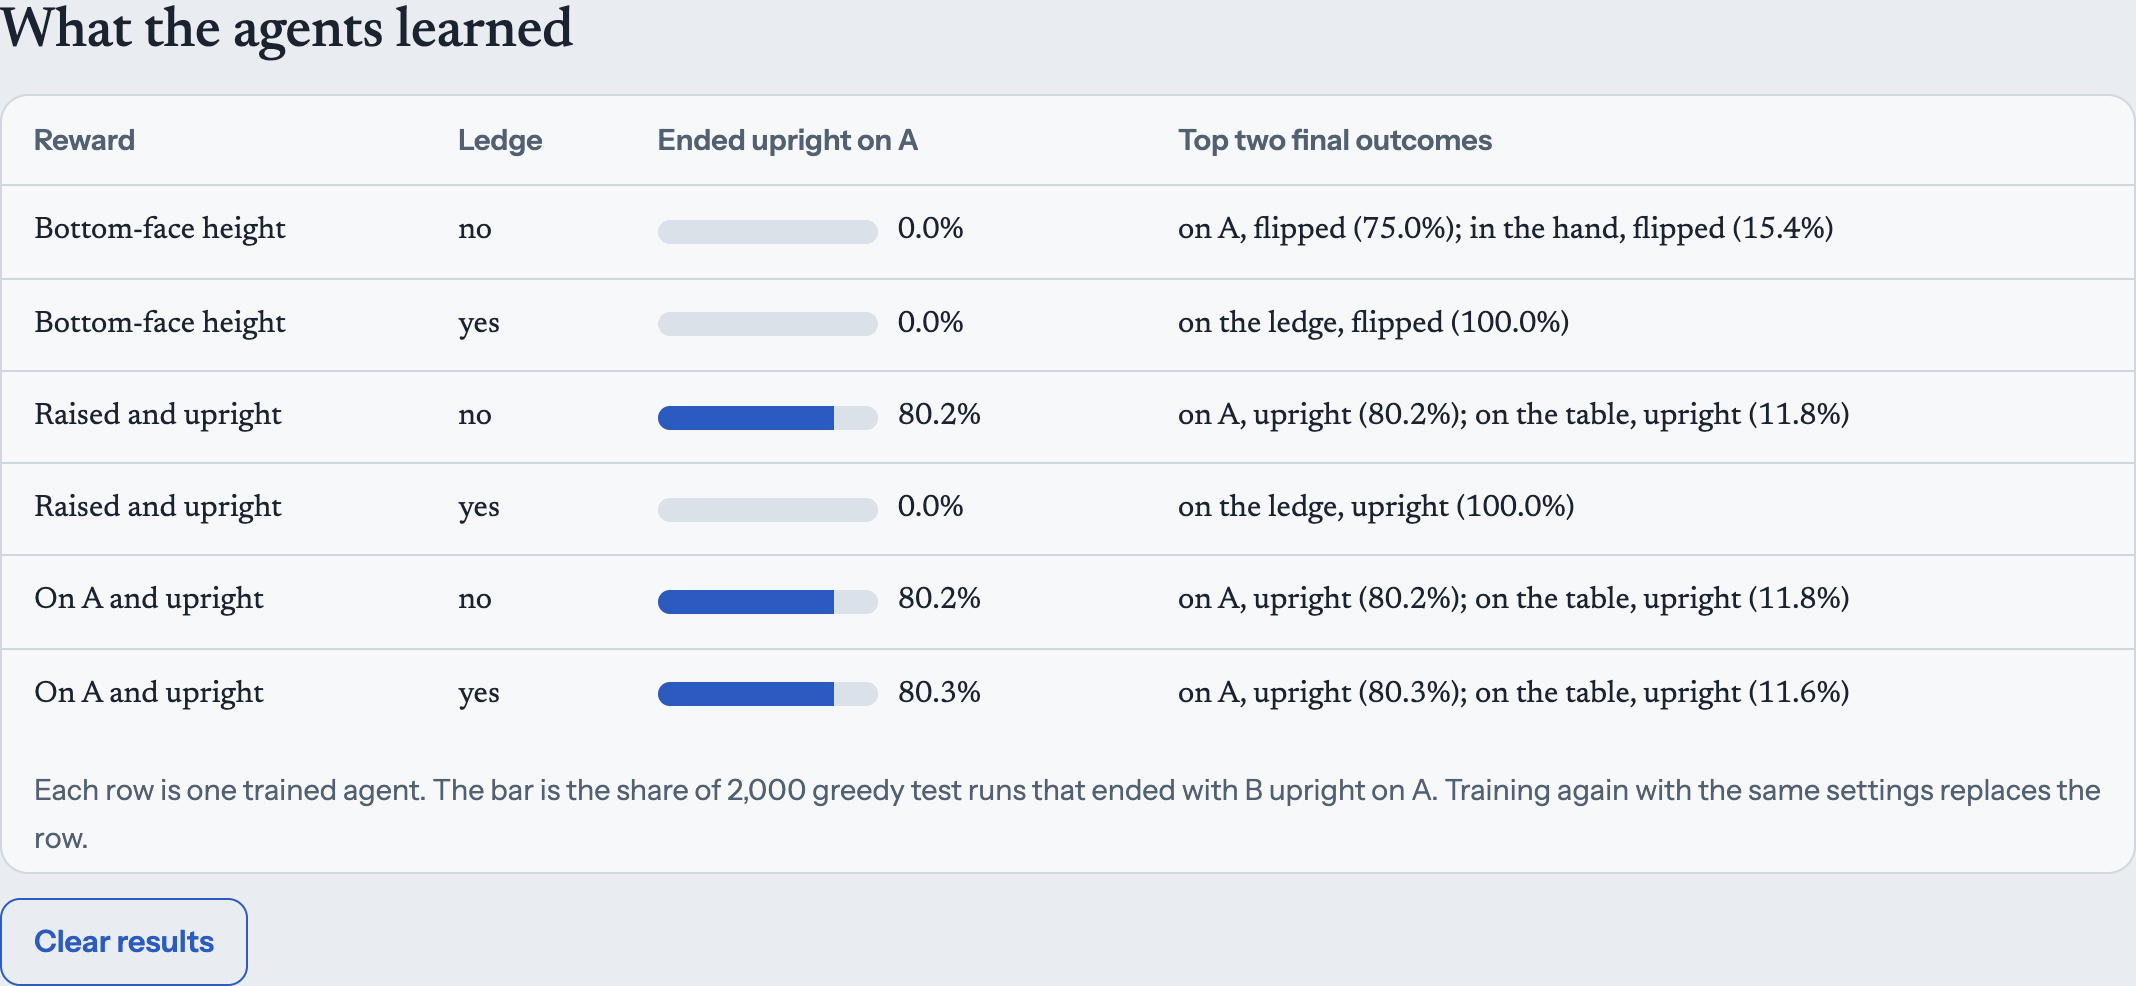 What the agents learned
Reward Ledge Ended upright on A Top two final outcomes
Bottom-face height no 0.0% on A, flipped (75.0%); in the hand, flipped (15.4%)
Bottom-face height yes 0.0% on the ledge, flipped (100.0%)
Raised and upright no 80.2% on A, upright (80.2%); on the table, upright (11.8%)
Raised and upright yes 0.0% on the ledge, upright (100.0%)
On A and upright no 80.2% on A, upright (80.2%); on the table, upright (11.8%)
On A and upright yes 80.3% on A, upright (80.3%); on the table, upright (11.6%)
Each row is one trained agent. The bar is the share of 2,000 greedy test runs that ended with B upright on A. Training again with the same settings replaces the
row.
Clear results